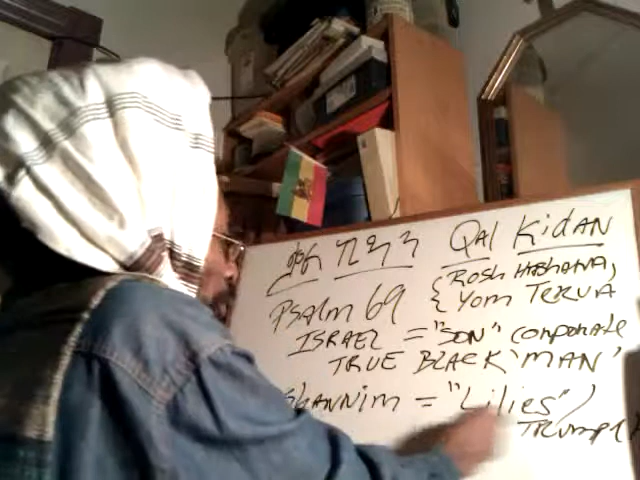 ቃል ኪዳን Qal Kidan
{ Rosh Hashana,
Psalm 69 { Yom Terua
ISRAEL = "SON" corporate
TRUE BLACK 'MAN'
shannim = "Lilies" /